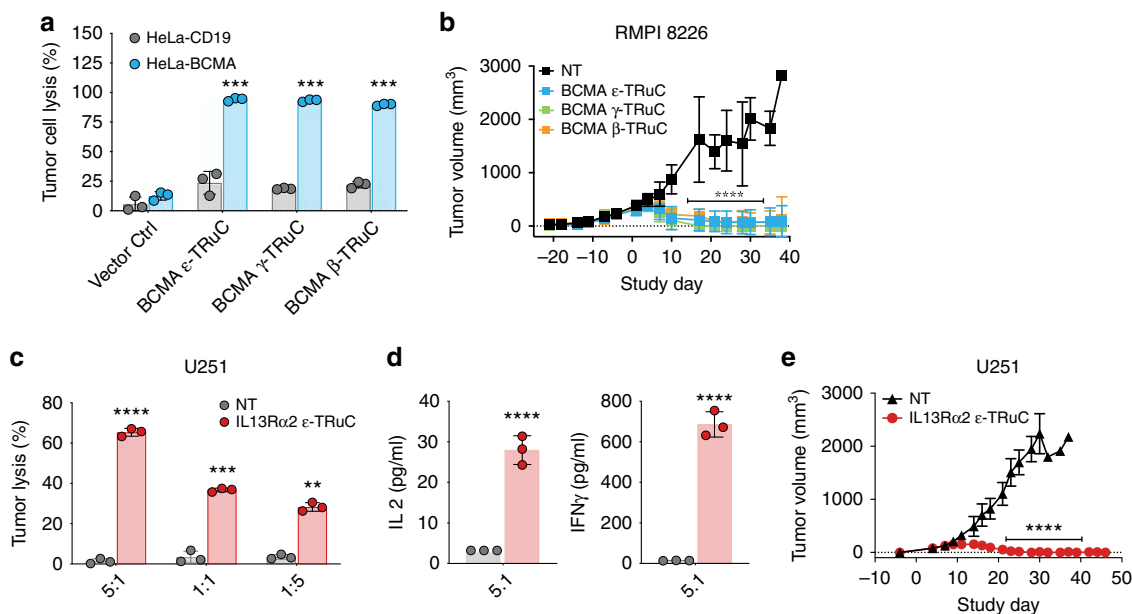 a
HeLa-CD19
HeLa-BCMA
Tumor cell lysis (%)
150
100
75
50
25
0
***
***
***
Vector Ctrl
BCMA ε-TRuC
BCMA γ-TRuC
BCMA β-TRuC
b
RMPI 8226
NT
BCMA ε-TRuC
BCMA γ-TRuC
BCMA β-TRuC
Tumor volume (mm³)
3000
2000
1000
0
****
−20
−10
0
10
20
30
40
Study day
c
U251
NT
IL13Rα2 ε-TRuC
Tumor lysis (%)
80
60
40
20
0
****
***
**
5:1
1:1
1:5
d
IL 2 (pg/ml)
40
30
20
10
0
****
5:1
IFNγ (pg/ml)
800
600
400
200
0
****
5:1
e
U251
NT
IL13Rα2 ε-TRuC
Tumor volume (mm³)
3000
2000
1000
0
****
−10
0
10
20
30
40
50
Study day